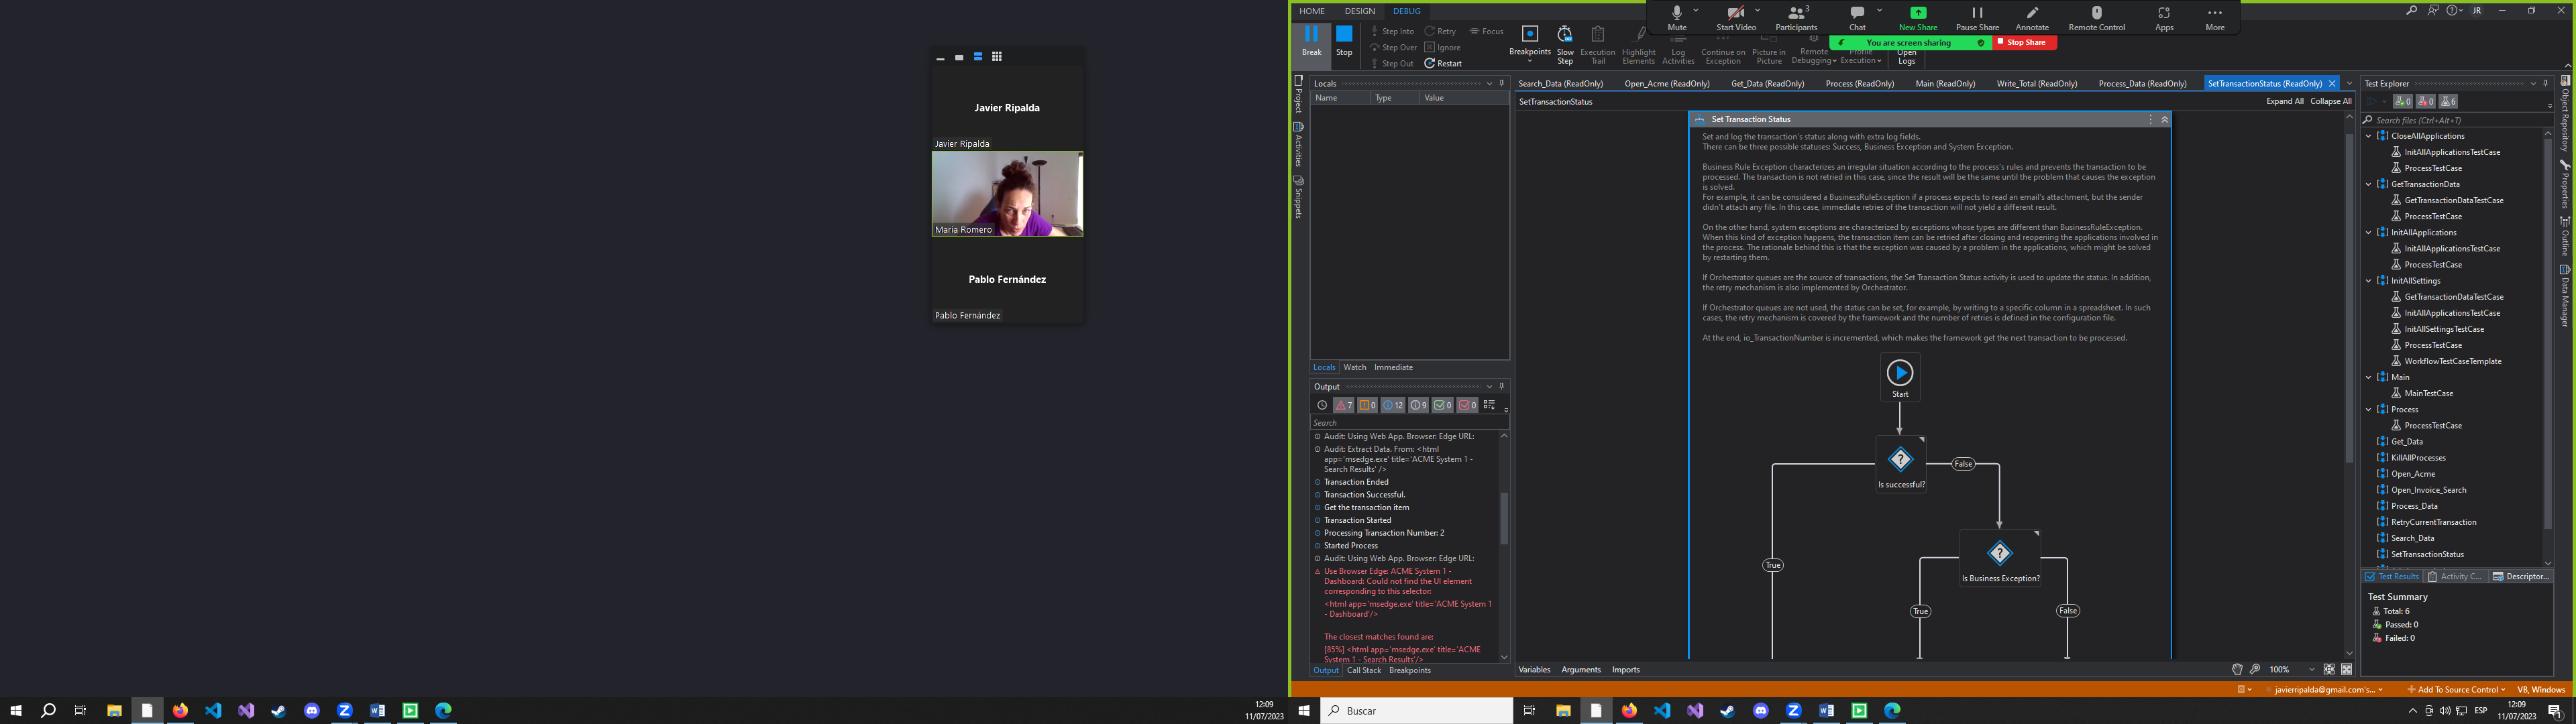 Javier Ripalda
Javier Ripalda
Maria Romero
Pablo Fernández
Pablo Fernández
HOME DESIGN DEBUG
Mute Start Video Participants 3 Chat New Share Pause Share Annotate Remote Control Apps More
You are screen sharing Stop Share
JR
Break Stop
Step Into Retry Focus
Step Over Ignore
Step Out Restart
Breakpoints Slow Step Execution Trail Highlight Elements Log Activities Continue on Exception Picture in Picture Remote Debugging Profile Execution Open Logs
Project
Activities
Snippets
Locals
Name Type Value
Locals Watch Immediate
Output
7 0 12 9 0 0
Search
Audit: Using Web App. Browser: Edge URL:
Audit: Extract Data. From: <html
app='msedge.exe' title='ACME System 1 -
Search Results' />
Transaction Ended
Transaction Successful.
Get the transaction item
Transaction Started
Processing Transaction Number: 2
Started Process
Audit: Using Web App. Browser: Edge URL:
Use Browser Edge: ACME System 1 -
Dashboard: Could not find the UI element
corresponding to this selector:
<html app='msedge.exe' title='ACME System 1
- Dashboard'/>
The closest matches found are:
[85%] <html app='msedge.exe' title='ACME
System 1 - Search Results'/>
Output Call Stack Breakpoints
Search_Data (ReadOnly) Open_Acme (ReadOnly) Get_Data (ReadOnly) Process (ReadOnly) Main (ReadOnly) Write_Total (ReadOnly) Process_Data (ReadOnly) SetTransactionStatus (ReadOnly)
SetTransactionStatus Expand All Collapse All
Set Transaction Status
Set and log the transaction's status along with extra log fields.
There can be three possible statuses: Success, Business Exception and System Exception.
Business Rule Exception characterizes an irregular situation according to the process's rules and prevents the transaction to be
processed. The transaction is not retried in this case, since the result will be the same until the problem that causes the exception
is solved.
For example, it can be considered a BusinessRuleException if a process expects to read an email's attachment, but the sender
didn't attach any file. In this case, immediate retries of the transaction will not yield a different result.
On the other hand, system exceptions are characterized by exceptions whose types are different than BusinessRuleException.
When this kind of exception happens, the transaction item can be retried after closing and reopening the applications involved in
the process. The rationale behind this is that the exception was caused by a problem in the applications, which might be solved
by restarting them.
If Orchestrator queues are the source of transactions, the Set Transaction Status activity is used to update the status. In addition,
the retry mechanism is also implemented by Orchestrator.
If Orchestrator queues are not used, the status can be set, for example, by writing to a specific column in a spreadsheet. In such
cases, the retry mechanism is covered by the framework and the number of retries is defined in the configuration file.
At the end, io_TransactionNumber is incremented, which makes the framework get the next transaction to be processed.
Start
Is successful?
False
True
Is Business Exception?
True
False
Variables Arguments Imports 100%
Test Explorer
0 0 6
Search files (Ctrl+Alt+T)
CloseAllApplications
InitAllApplicationsTestCase
ProcessTestCase
GetTransactionData
GetTransactionDataTestCase
ProcessTestCase
InitAllApplications
InitAllApplicationsTestCase
ProcessTestCase
InitAllSettings
GetTransactionDataTestCase
InitAllApplicationsTestCase
InitAllSettingsTestCase
ProcessTestCase
WorkflowTestCaseTemplate
Main
MainTestCase
Process
ProcessTestCase
Get_Data
KillAllProcesses
Open_Acme
Open_Invoice_Search
Process_Data
RetryCurrentTransaction
Search_Data
SetTransactionStatus
Test Results Activity C... Descriptor...
Test Summary
Total: 6
Passed: 0
Failed: 0
Object Repository
Properties
Outline
Data Manager
javierripalda@gmail.com's... Add To Source Control VB, Windows
12:09
11/07/2023
Buscar
ESP
12:09
11/07/2023